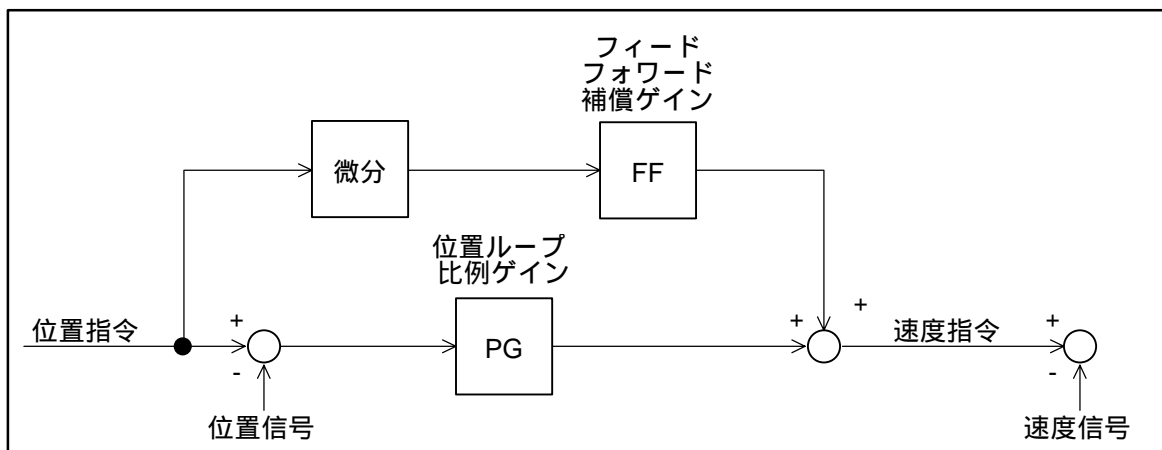 フィード
フォワード
補償ゲイン
微分
FF
位置ループ
比例ゲイン
位置指令
+
-
位置信号
PG
+
+
速度指令
+
-
速度信号